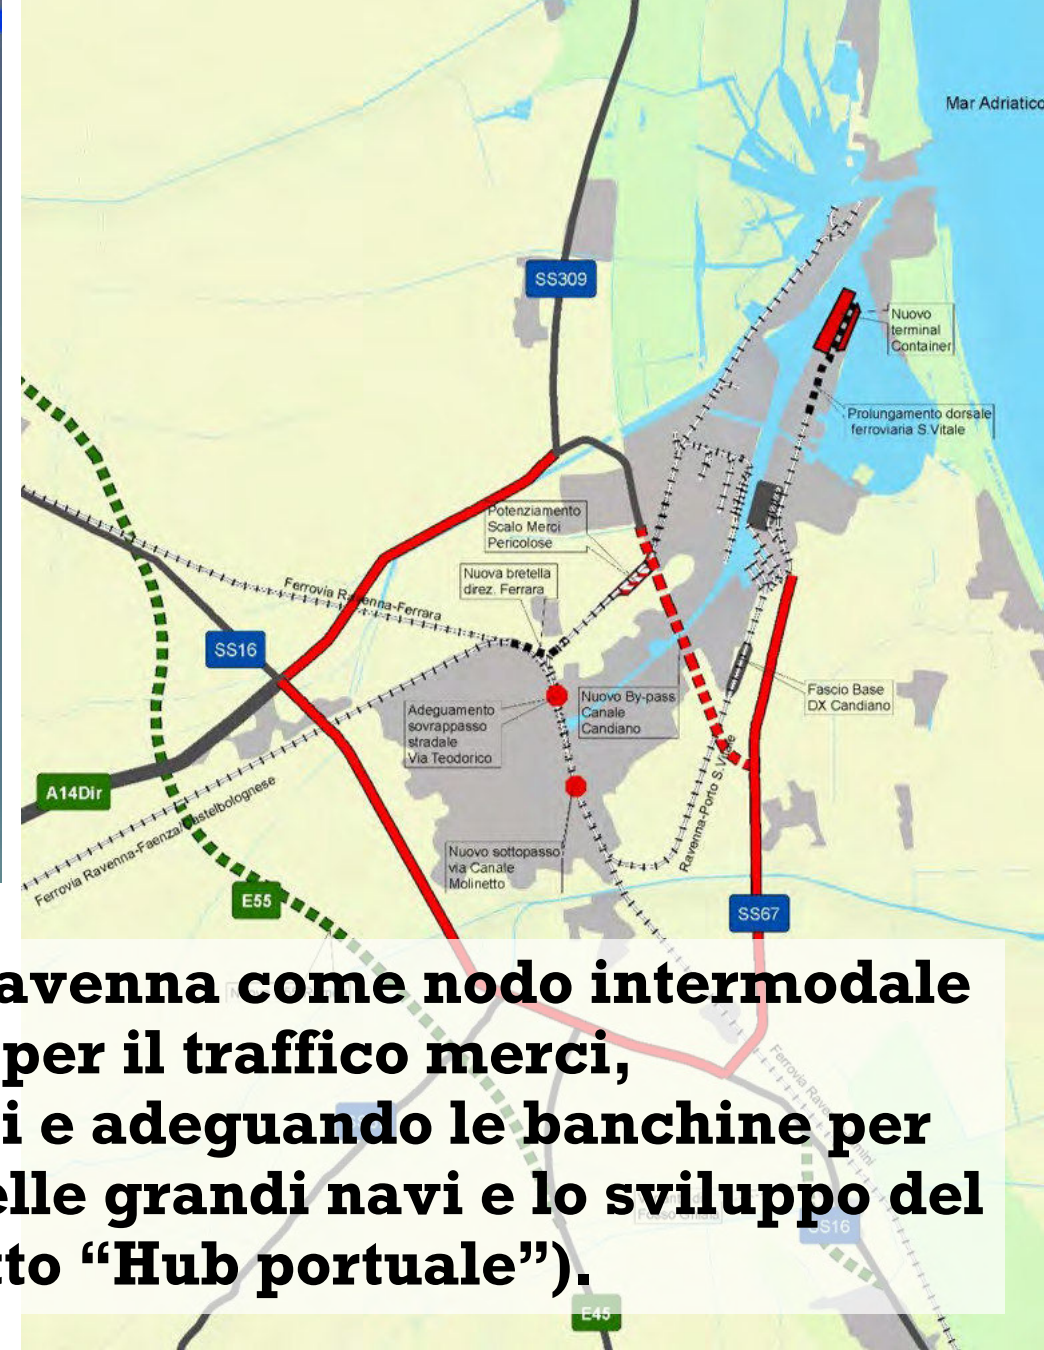 Mar Adriatico
SS309
Nuovo
terminal
Container
Prolungamento dorsale
ferroviaria S.Vitale
Potenziamento
Scalo Merci
Pericolose
Nuova bretella
direz. Ferrara
Ferrovia Ravenna-Ferrara
SS16
Adeguamento
sovrappasso
stradale
Via Teodorico
Nuovo By-pass
Canale
Candiano
Fascio Base
DX Candiano
A14Dir
Ferrovia Ravenna-Faenza/Castelbolognese
Ravenna-Porto S.Vitale
Nuovo sottopasso
via Canale
Molinetto
E55
SS67
avenna come nodo intermodale
per il traffico merci,
i e adeguando le banchine per
elle grandi navi e lo sviluppo del
tto “Hub portuale”).
SS16
E45